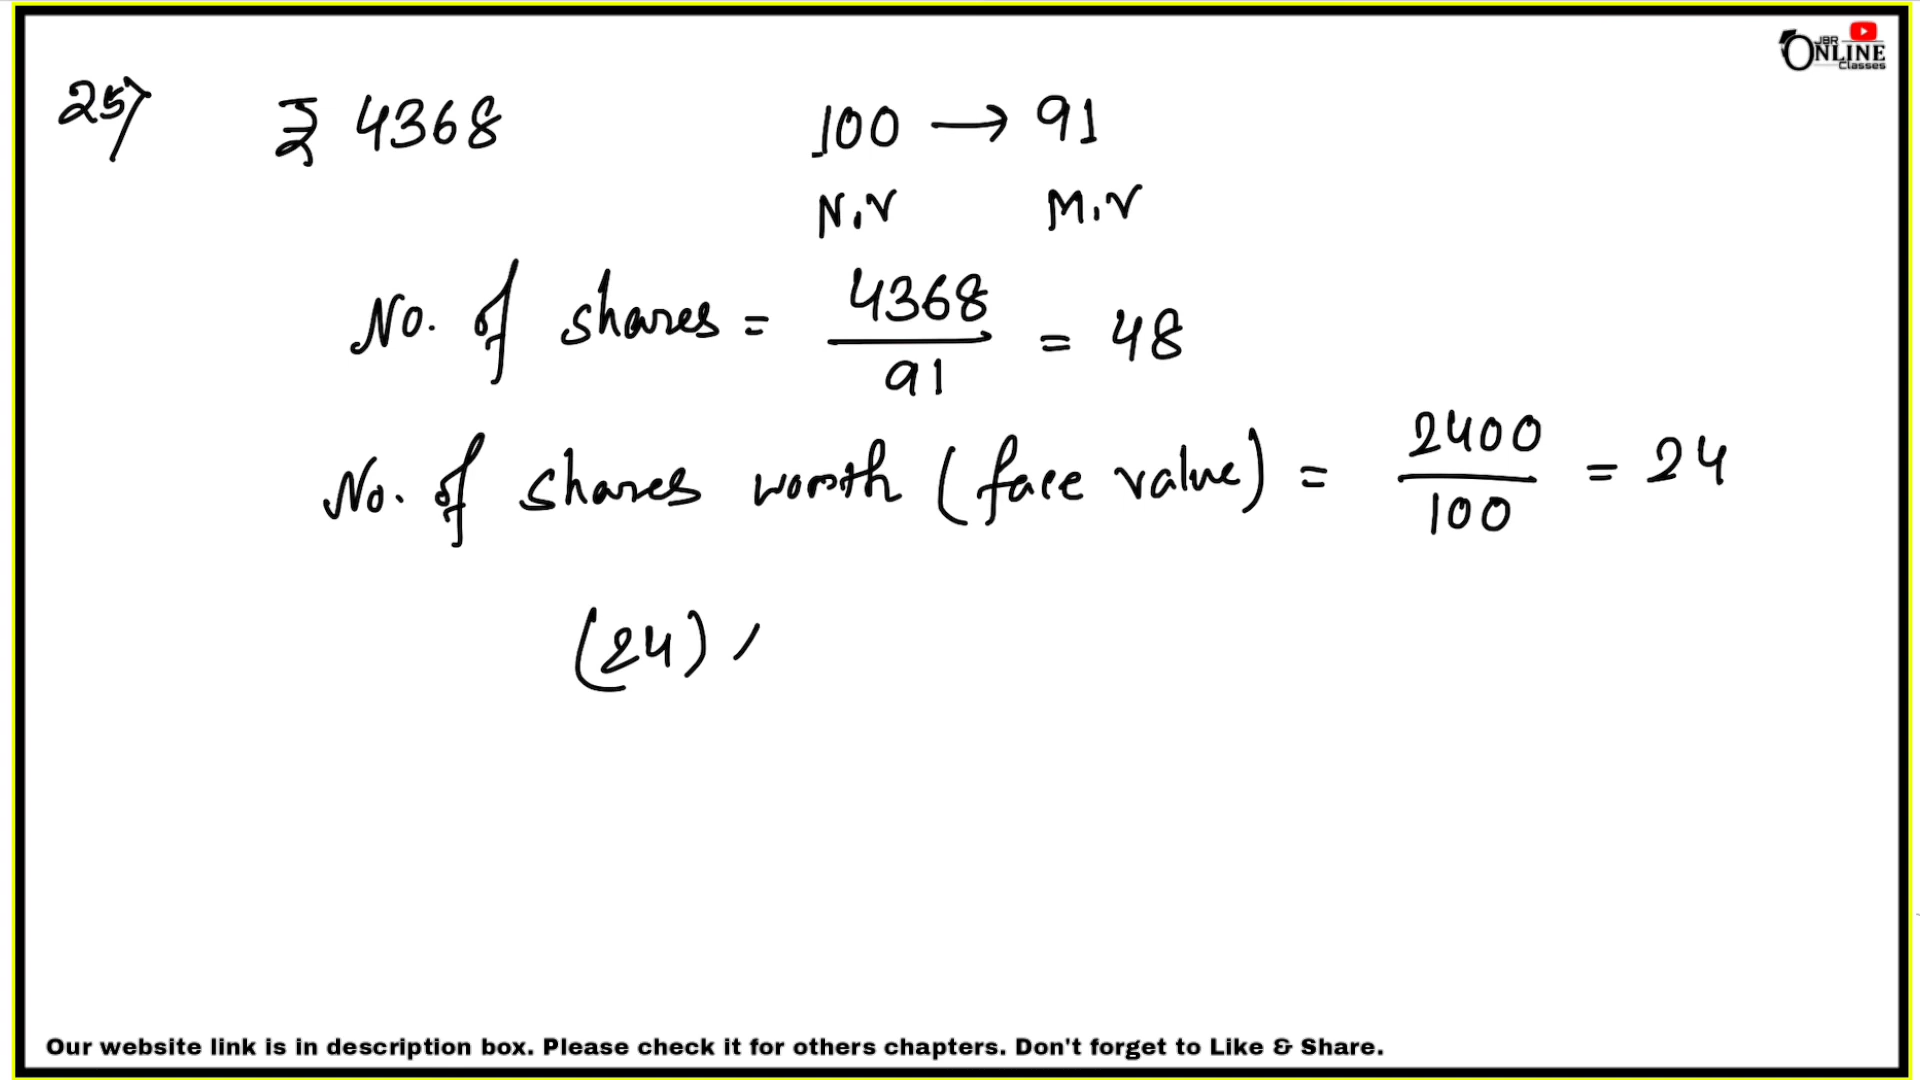 JBR
ONLINE
Classes
25) ₹ 4368 100 → 91
N.V M.V
No. of shares = 4368/91 = 48
No. of shares worth (face value) = 2400/100 = 24
(24)
Our website link is in description box. Please check it for others chapters. Don't forget to Like & Share.